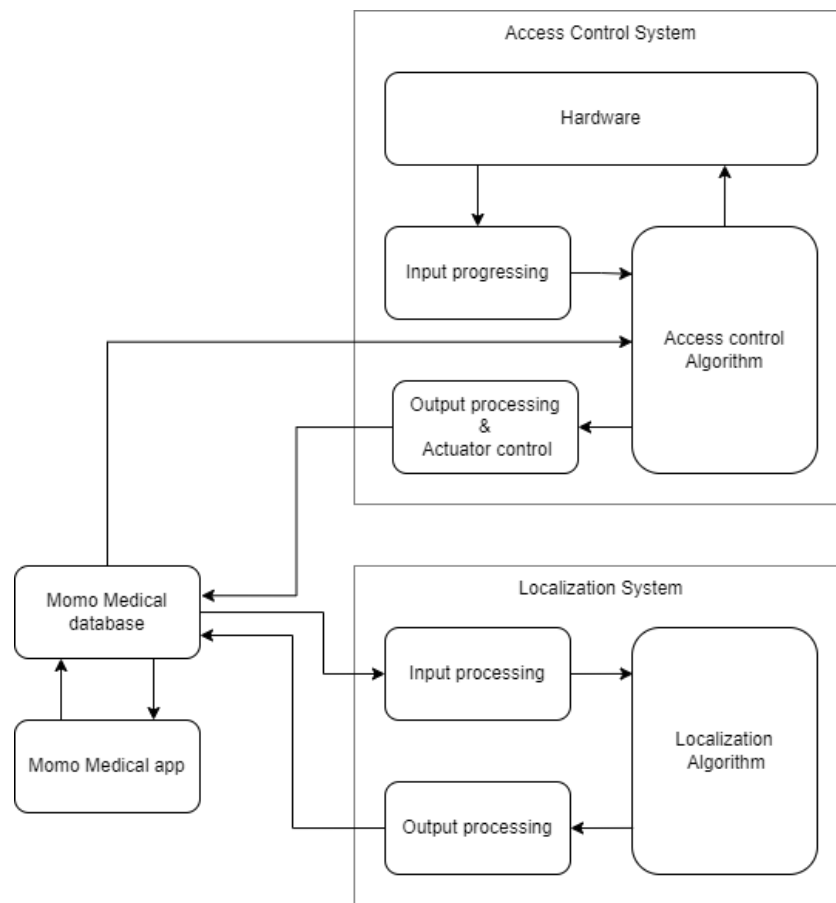 Access Control System
Hardware
Input progressing
Access control
Algorithm
Output processing
&
Actuator control
Momo Medical
database
Momo Medical app
Localization System
Input processing
Localization
Algorithm
Output processing